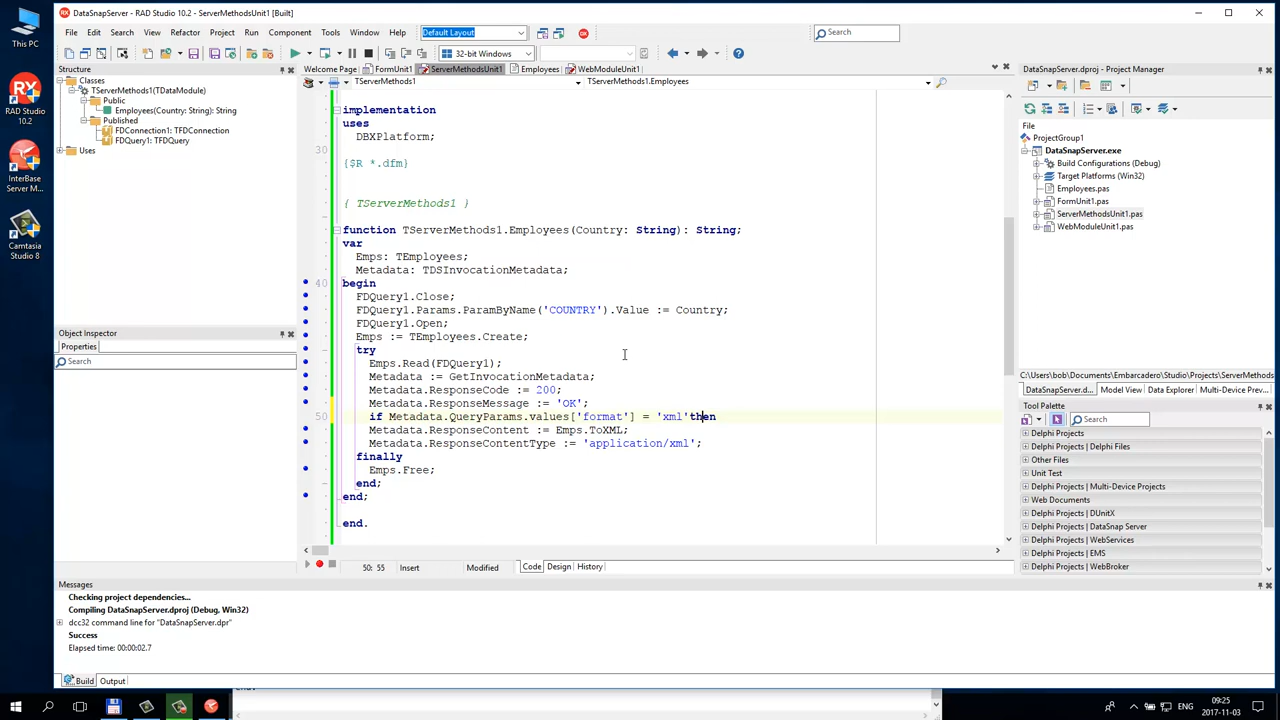 This PC
RAD Studio 10.2
InterBase Server M...
Camtasia Studio 8
DataSnapServer - RAD Studio 10.2 - ServerMethodsUnit1 [Built]
File Edit Search View Refactor Project Run Component Tools Window Help Default Layout Search
32-bit Windows
Structure
Classes
TServerMethods1(TDataModule)
Public
Employees(Country: String): String
Published
FDConnection1: TFDConnection
FDQuery1: TFDQuery
Uses
Object Inspector
Properties
Search
Welcome Page FormUnit1 ServerMethodsUnit1 Employees WebModuleUnit1
TServerMethods1 TServerMethods1.Employees
implementation
uses
DBXPlatform;
30
{$R *.dfm}
{ TServerMethods1 }
function TServerMethods1.Employees(Country: String): String;
var
Emps: TEmployees;
Metadata: TDSInvocationMetadata;
40 begin
FDQuery1.Close;
FDQuery1.Params.ParamByName('COUNTRY').Value := Country;
FDQuery1.Open;
Emps := TEmployees.Create;
try
Emps.Read(FDQuery1);
Metadata := GetInvocationMetadata;
Metadata.ResponseCode := 200;
Metadata.ResponseMessage := 'OK';
50 if Metadata.QueryParams.values['format'] = 'xml'then
Metadata.ResponseContent := Emps.ToXML;
Metadata.ResponseContentType := 'application/xml';
finally
Emps.Free;
end;
end;
end.
50: 55 Insert Modified Code Design History
DataSnapServer.dproj - Project Manager
File
ProjectGroup1
DataSnapServer.exe
Build Configurations (Debug)
Target Platforms (Win32)
Employees.pas
FormUnit1.pas
ServerMethodsUnit1.pas
WebModuleUnit1.pas
C:\Users\bob\Documents\Embarcadero\Studi
DataSnapServer.d... Model View Data Explorer Multi-Device Prev...
Tool Palette
Search
Delphi Projects
Delphi Projects | Delphi Files
Other Files
Unit Test
Delphi Projects | Multi-Device Projects
Web Documents
Delphi Projects | DUnitX
Delphi Projects | DataSnap Server
Delphi Projects | WebServices
Delphi Projects | EMS
Delphi Projects | WebBroker
Messages
Checking project dependencies...
Compiling DataSnapServer.dproj (Debug, Win32)
dcc32 command line for "DataSnapServer.dpr"
Success
Elapsed time: 00:00:02.7
Build Output
ENG
09:25
2017-11-03